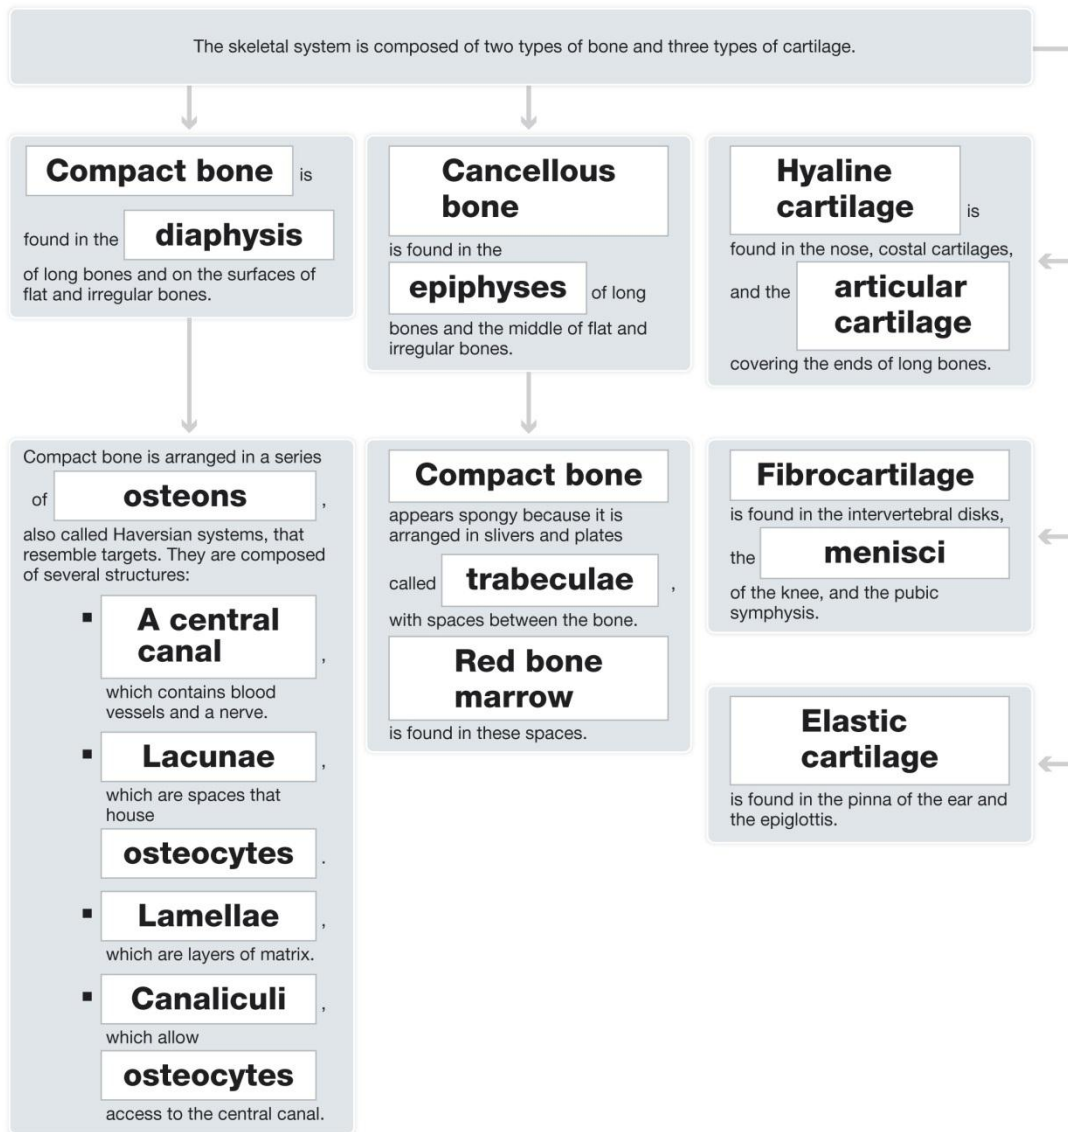 The skeletal system is composed of two types of bone and three types of cartilage.
Compact bone is
found in the diaphysis
of long bones and on the surfaces of
flat and irregular bones.
Cancellous
bone
is found in the
epiphyses of long
bones and the middle of flat and
irregular bones.
Hyaline
cartilage is
found in the nose, costal cartilages,
and the articular
cartilage
covering the ends of long bones.
Compact bone is arranged in a series
of osteons ,
also called Haversian systems, that
resemble targets. They are composed
of several structures:
▪ A central
canal ,
which contains blood
vessels and a nerve.
▪ Lacunae ,
which are spaces that
house
osteocytes .
▪ Lamellae ,
which are layers of matrix.
▪ Canaliculi ,
which allow
osteocytes
access to the central canal.
Compact bone
appears spongy because it is
arranged in slivers and plates
called trabeculae ,
with spaces between the bone.
Red bone
marrow
is found in these spaces.
Fibrocartilage
is found in the intervertebral disks,
the menisci
of the knee, and the pubic
symphysis.
Elastic
cartilage
is found in the pinna of the ear and
the epiglottis.